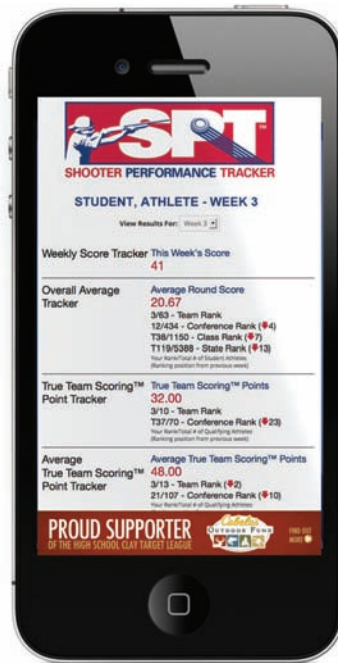 SPT™
SHOOTER PERFORMANCE TRACKER
STUDENT, ATHLETE - WEEK 3
View Results For: Week 3
Weekly Score Tracker This Week's Score
41
Overall Average Tracker
Average Round Score
20.67
3/63 - Team Rank
12/434 - Conference Rank (🡇4)
T38/1150 - Class Rank (🡇7)
T119/5388 - State Rank (🡇13)
Your Rank/Total # of Student Athletes
(Ranking position from previous week)
True Team Scoring™ Point Tracker
True Team Scoring™ Points
32.00
3/10 - Team Rank
T37/70 - Conference Rank (🡇23)
Your Rank/Total # of Qualifying Athletes
(Ranking position from previous week)
Average True Team Scoring™ Point Tracker
Average True Team Scoring™ Points
48.00
3/13 - Team Rank (🡇2)
21/107 - Conference Rank (🡇10)
Your Rank/Total # of Qualifying Athletes
PROUD SUPPORTER
OF THE HIGH SCHOOL CLAY TARGET LEAGUE
Cabela's
OUTDOOR FUND
FIND OUT
MORE